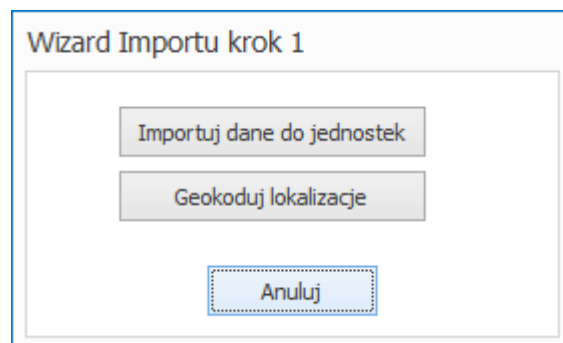 Wizard Importu krok 1
Importuj dane do jednostek
Geokoduj lokalizacje
Anuluj